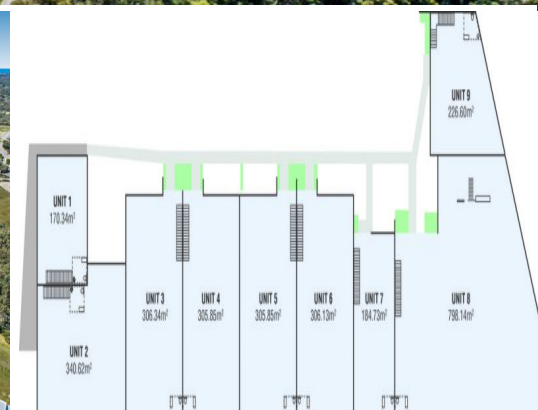 UNIT 9
226.60m²
UNIT 1
170.34m²
UNIT 2
340.62m²
UNIT 3
306.34m²
UNIT 4
305.85m²
UNIT 5
305.85m²
UNIT 6
306.13m²
UNIT 7
184.73m²
UNIT 8
798.14m²